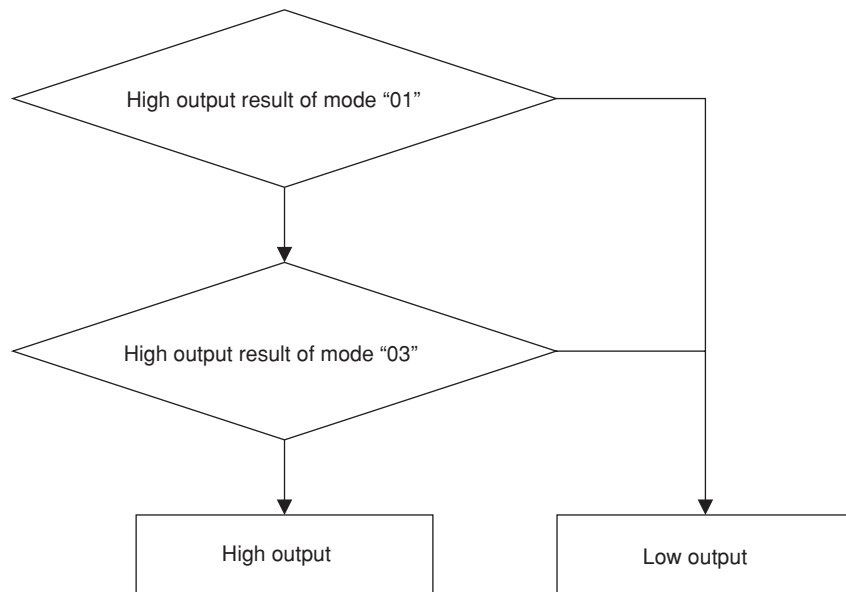 High output result of mode “01”
High output result of mode “03”
High output
Low output